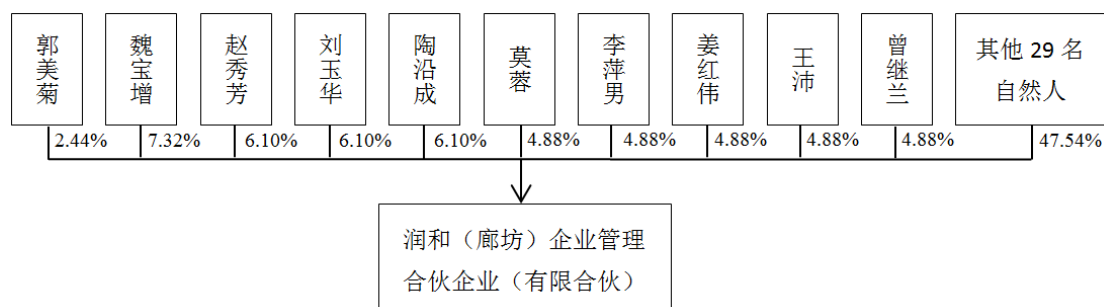 郭美菊
魏宝增
赵秀芳
刘玉华
陶沿成
莫蓉
李萍男
姜红伟
王沛
曾继兰
其他 29 名
自然人
2.44%
7.32%
6.10%
6.10%
6.10%
4.88%
4.88%
4.88%
4.88%
4.88%
47.54%
润和（廊坊）企业管理
合伙企业（有限合伙）